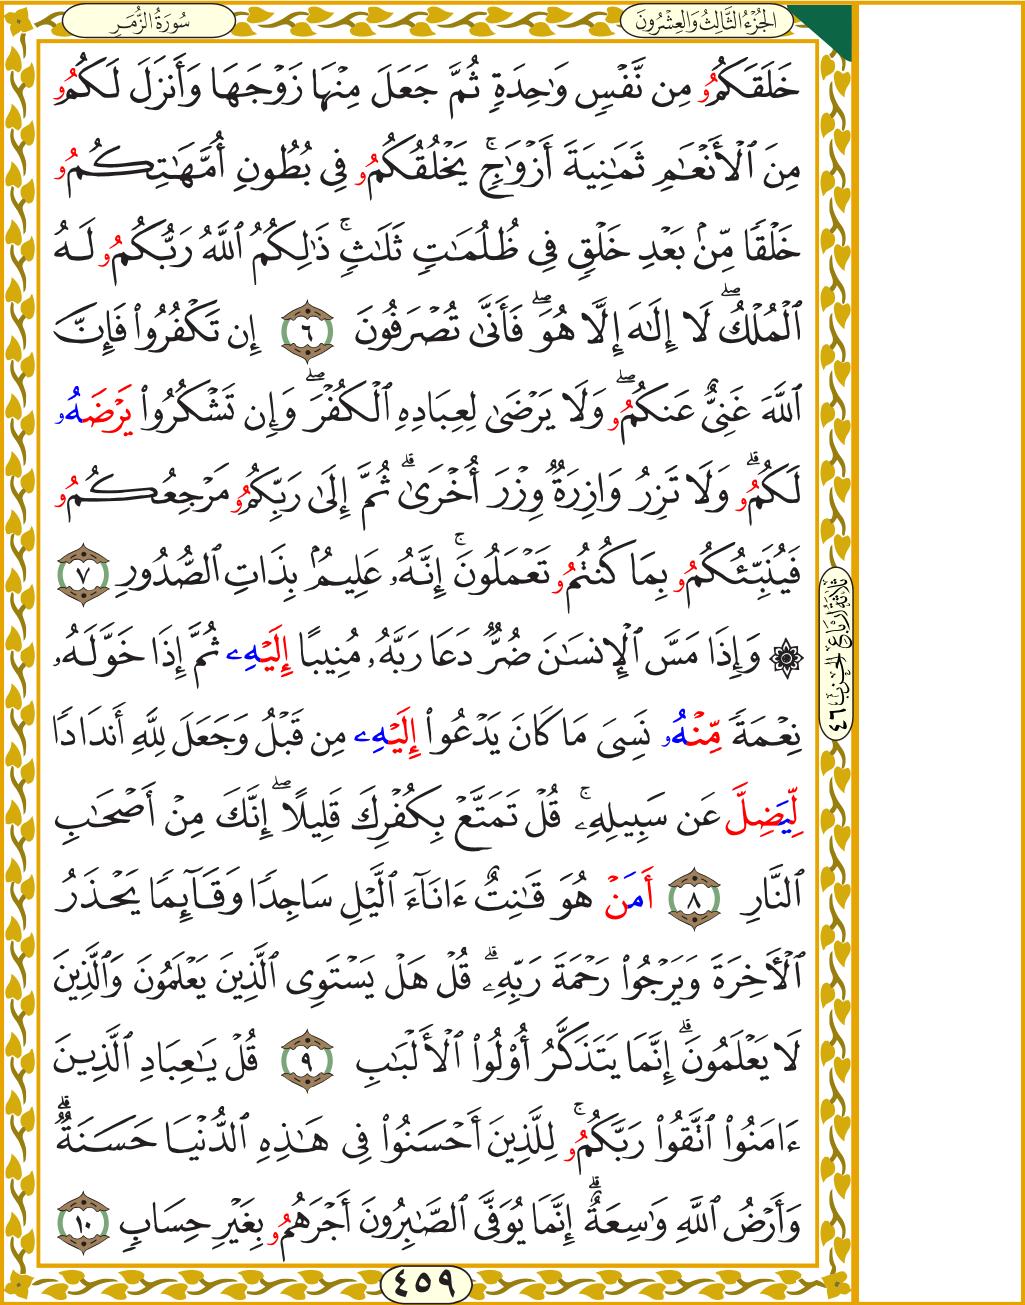 سُورَةُ الزُّمَرِ
الجُزْءُ الثَّالِثُ وَالعِشْرُونَ
خَلَقَكُمُۥ مِن نَّفْسٍ وَٰحِدَةٍ ثُمَّ جَعَلَ مِنْهَا زَوْجَهَا وَأَنزَلَ لَكُمُۥ
مِنَ ٱلْأَنْعَٰمِ ثَمَٰنِيَةَ أَزْوَٰجٍۚ يَخْلُقُكُمُۥ فِى بُطُونِ أُمَّهَٰتِكُمُۥ
خَلْقًا مِّنۢ بَعْدِ خَلْقٍ فِى ظُلُمَٰتٍ ثَلَٰثٍۚ ذَٰلِكُمُ ٱللَّهُ رَبُّكُمُۥ لَهُ
ٱلْمُلْكُۖ لَا إِلَٰهَ إِلَّا هُوَۖ فَأَنَّىٰ تُصْرَفُونَ ٦ إِن تَكْفُرُوا۟ فَإِنَّ
ٱللَّهَ غَنِىٌّ عَنكُمُۥۖ وَلَا يَرْضَىٰ لِعِبَادِهِ ٱلْكُفْرَۖ وَإِن تَشْكُرُوا۟ يَرْضَهُۥ
لَكُمُۥۗ وَلَا تَزِرُ وَازِرَةٌ وِزْرَ أُخْرَىٰۗ ثُمَّ إِلَىٰ رَبِّكُمُۥ مَرْجِعُكُمُۥ
فَيُنَبِّئُكُمُۥ بِمَا كُنتُمُۥ تَعْمَلُونَۚ إِنَّهُۥ عَلِيمٌۢ بِذَاتِ ٱلصُّدُورِ ٧
۞ وَإِذَا مَسَّ ٱلْإِنسَٰنَ ضُرٌّ دَعَا رَبَّهُۥ مُنِيبًا إِلَيْهِۦ ثُمَّ إِذَا خَوَّلَهُۥ
نِعْمَةً مِّنْهُۥ نَسِىَ مَا كَانَ يَدْعُوا۟ إِلَيْهِۦ مِن قَبْلُ وَجَعَلَ لِلَّهِ أَندَادًا
لِّيَضِلَّ عَن سَبِيلِهِۦۚ قُلْ تَمَتَّعْ بِكُفْرِكَ قَلِيلًاۖ إِنَّكَ مِنْ أَصْحَٰبِ
ٱلنَّارِ ٨ أَمَنْ هُوَ قَٰنِتٌ ءَانَآءَ ٱلَّيْلِ سَاجِدًا وَقَآئِمًا يَحْذَرُ
ٱلْأَخِرَةَ وَيَرْجُوا۟ رَحْمَةَ رَبِّهِۦۗ قُلْ هَلْ يَسْتَوِى ٱلَّذِينَ يَعْلَمُونَ وَٱلَّذِينَ
لَا يَعْلَمُونَۗ إِنَّمَا يَتَذَكَّرُ أُو۟لُوا۟ ٱلْأَلْبَٰبِ ٩ قُلْ يَٰعِبَادِ ٱلَّذِينَ
ءَامَنُوا۟ ٱتَّقُوا۟ رَبَّكُمُۥۚ لِلَّذِينَ أَحْسَنُوا۟ فِى هَٰذِهِ ٱلدُّنْيَا حَسَنَةٌۗ
وَأَرْضُ ٱللَّهِ وَٰسِعَةٌۗ إِنَّمَا يُوَفَّى ٱلصَّٰبِرُونَ أَجْرَهُمُۥ بِغَيْرِ حِسَابٍ ١٠
ثَلَاثَةُ أَرْبَاعِ الحِزْبِ ٤٦
٤٥٩